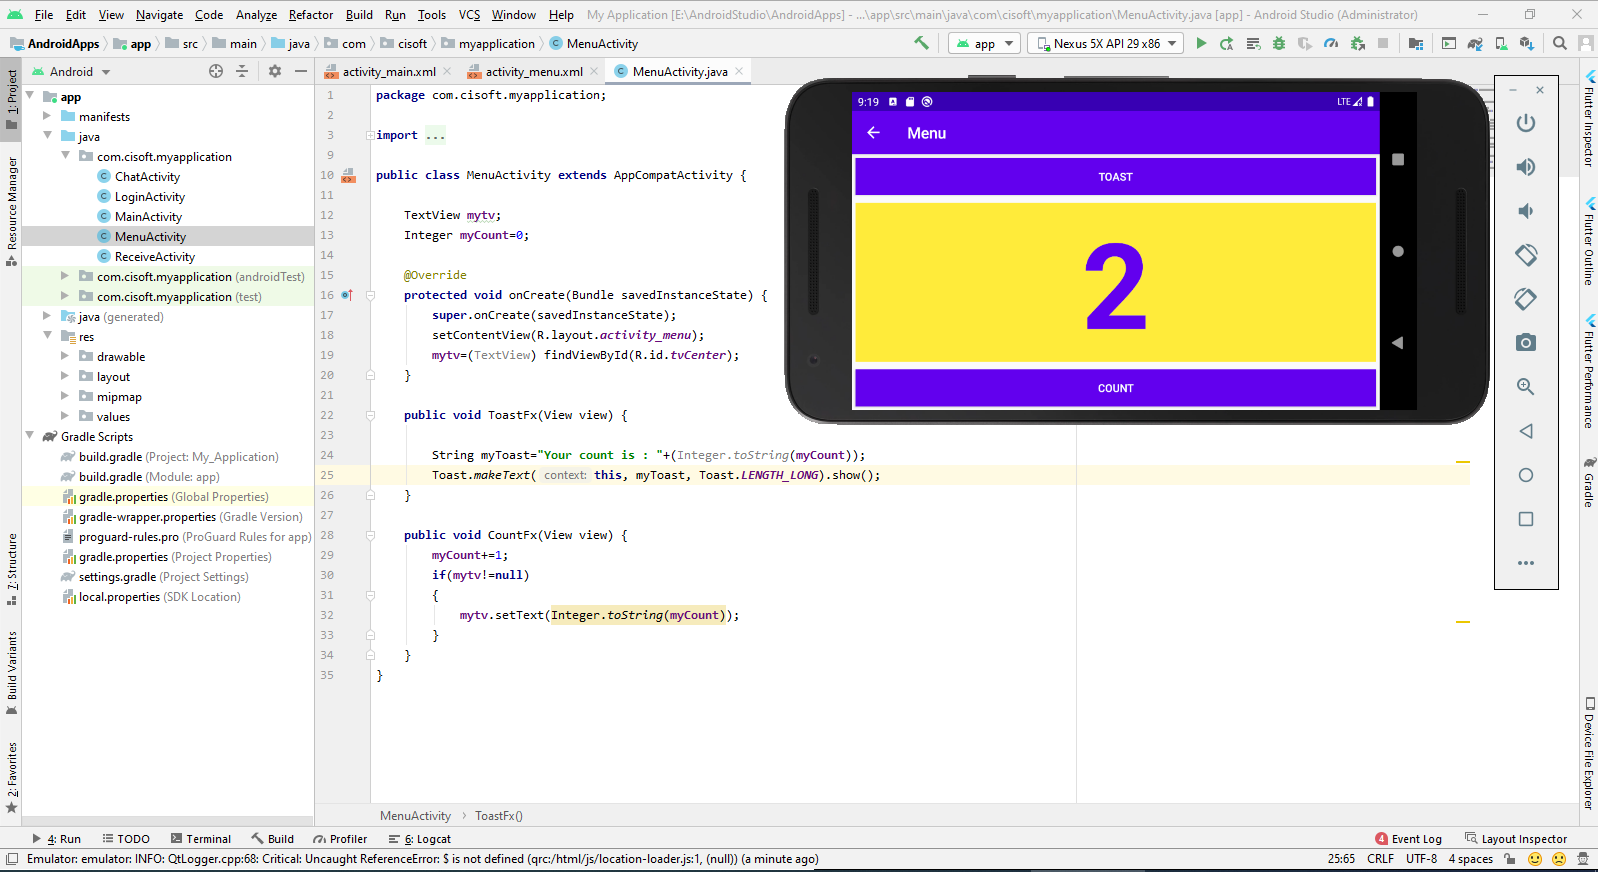 File Edit View Navigate Code Analyze Refactor Build Run Tools VCS Window Help My Application [E:\AndroidStudio\AndroidApps] - ...\app\src\main\java\com\cisoft\myapplication\MenuActivity.java [app] - Android Studio (Administrator)
AndroidApps app src main java com cisoft myapplication MenuActivity app Nexus 5X API 29 x86
Android activity_main.xml activity_menu.xml MenuActivity.java
1: Project
Resource Manager
7: Structure
Build Variants
2: Favorites
app
manifests
java
com.cisoft.myapplication
ChatActivity
LoginActivity
MainActivity
MenuActivity
ReceiveActivity
com.cisoft.myapplication (androidTest)
com.cisoft.myapplication (test)
java (generated)
res
drawable
layout
mipmap
values
Gradle Scripts
build.gradle (Project: My_Application)
build.gradle (Module: app)
gradle.properties (Global Properties)
gradle-wrapper.properties (Gradle Version)
proguard-rules.pro (ProGuard Rules for app)
gradle.properties (Project Properties)
settings.gradle (Project Settings)
local.properties (SDK Location)
1 package com.cisoft.myapplication;
2
3 import ...
9
10 public class MenuActivity extends AppCompatActivity {
11
12 TextView mytv;
13 Integer myCount=0;
14
15 @Override
16 protected void onCreate(Bundle savedInstanceState) {
17 super.onCreate(savedInstanceState);
18 setContentView(R.layout.activity_menu);
19 mytv=(TextView) findViewById(R.id.tvCenter);
20 }
21
22 public void ToastFx(View view) {
23
24 String myToast="Your count is : "+(Integer.toString(myCount));
25 Toast.makeText( context: this, myToast, Toast.LENGTH_LONG).show();
26 }
27
28 public void CountFx(View view) {
29 myCount+=1;
30 if(mytv!=null)
31 {
32 mytv.setText(Integer.toString(myCount));
33 }
34 }
35 }
9:19 LTE
Menu
TOAST
2
COUNT
Flutter Inspector
Flutter Outline
Flutter Performance
Gradle
Device File Explorer
MenuActivity ToastFx()
4: Run TODO Terminal Build Profiler 6: Logcat 4 Event Log Layout Inspector
Emulator: emulator: INFO: QtLogger.cpp:68: Critical: Uncaught ReferenceError: $ is not defined (qrc:/html/js/location-loader.js:1, (null)) (a minute ago) 25:65 CRLF UTF-8 4 spaces